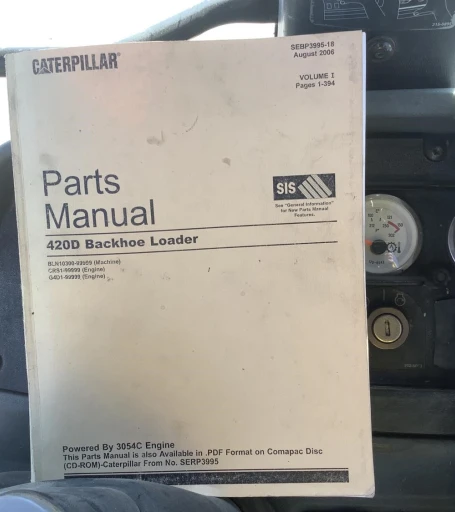 CATERPILLAR®
SEBP3995-18
August 2006
VOLUME I
Pages 1-394
Parts
Manual
SIS
See "General Information"
for New Parts Manual
Features.
420D Backhoe Loader
BLN10300-99999 (Machine)
CRS1-99999 (Engine)
G4D1-99999 (Engine)
Powered By 3054C Engine
This Parts Manual is also Available in .PDF Format on Comapac Disc
(CD-ROM)-Caterpillar From No. SERP3995